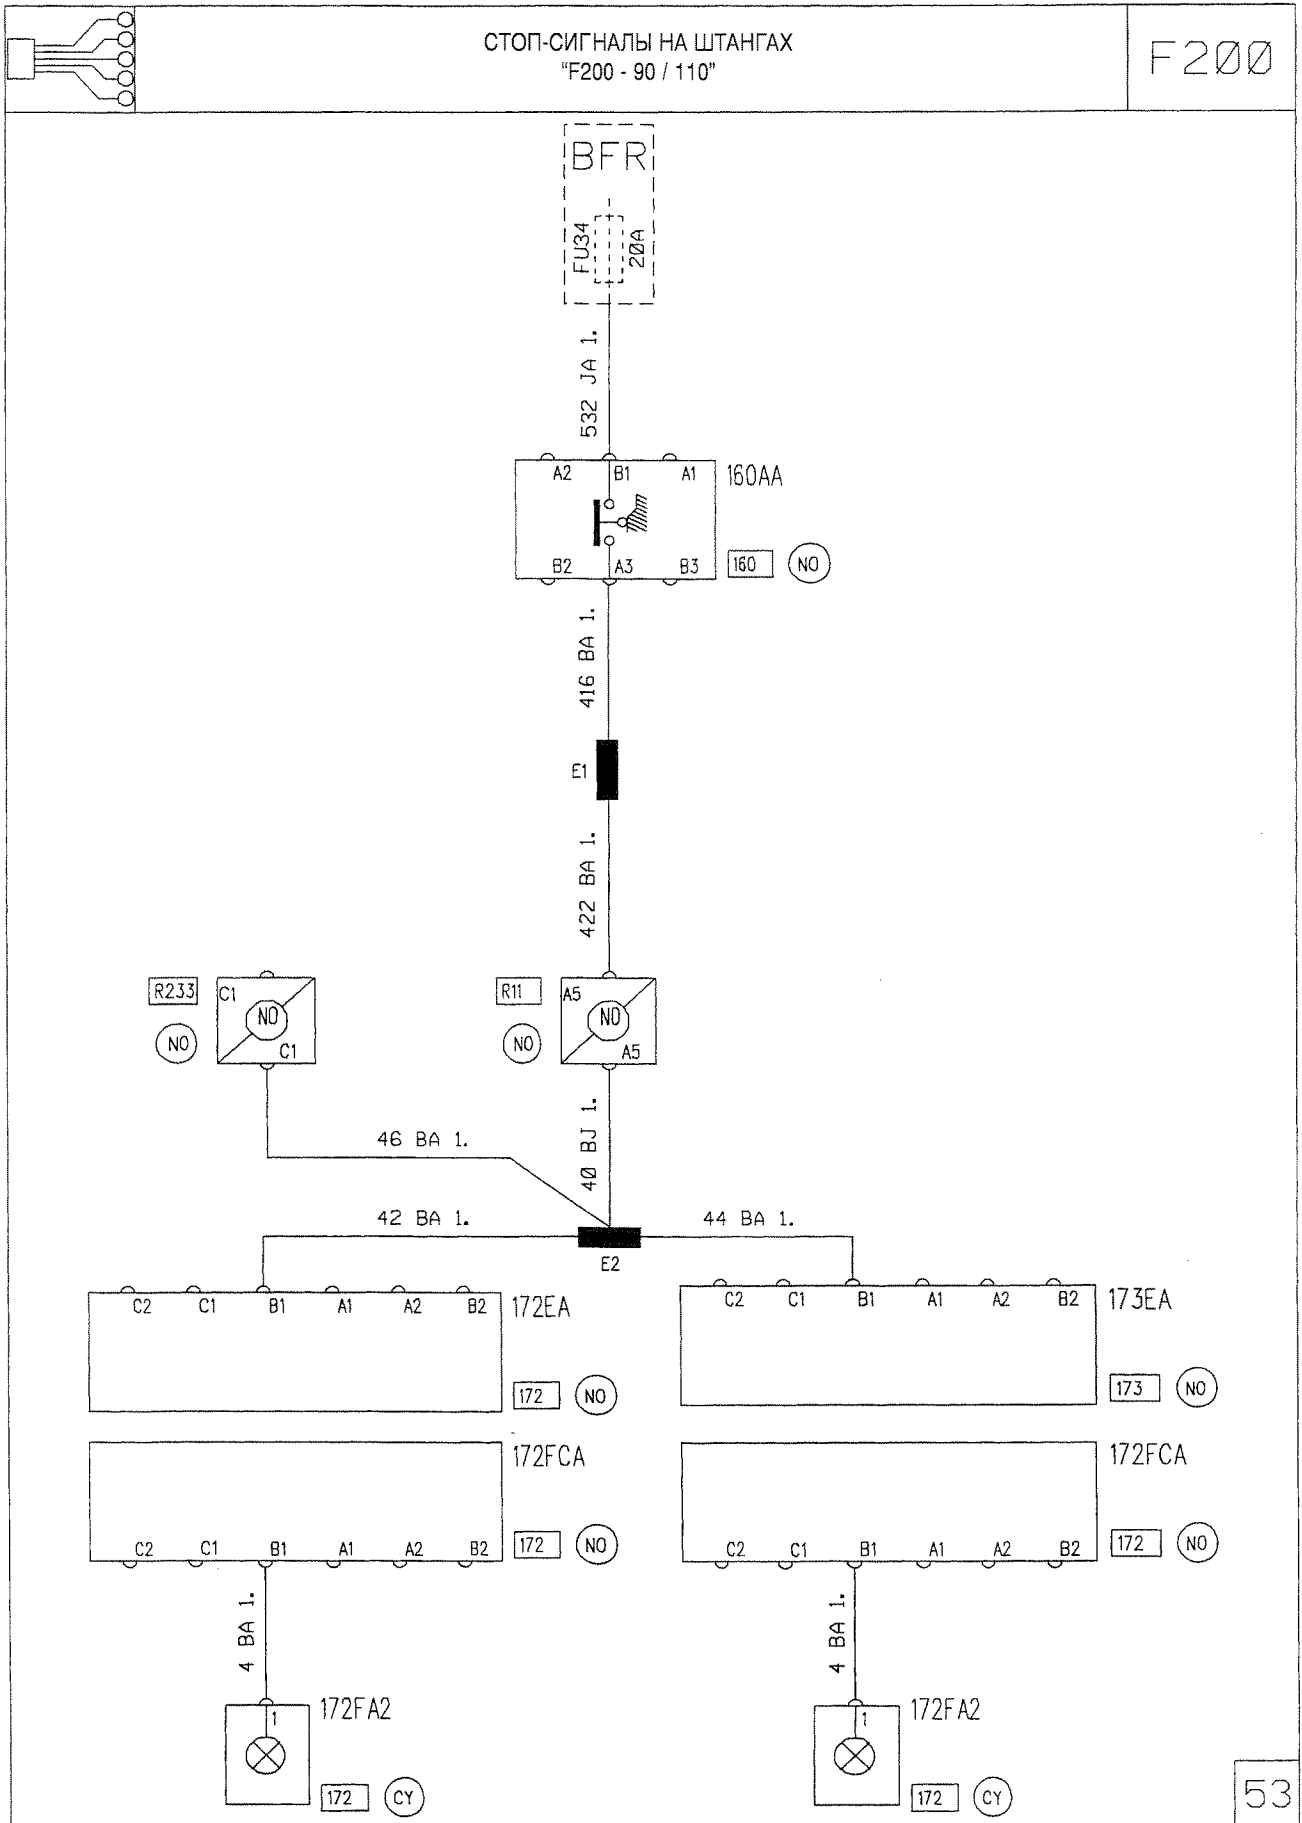 СТОП-СИГНАЛЫ НА ШТАНГАХ
"F200 - 90 / 110"
F200
BFR
FU34
20A
532 JA 1.
A2 B1 A1
160AA
B2 A3 B3
160 NO
416 BA 1.
E1
422 BA 1.
R233
C1
NO
C1
NO
R11
A5
NO
A5
NO
46 BA 1.
40 BJ 1.
42 BA 1.
44 BA 1.
E2
C2 C1 B1 A1 A2 B2
172EA
172 NO
C2 C1 B1 A1 A2 B2
173EA
173 NO
172FCA
C2 C1 B1 A1 A2 B2
172 NO
172FCA
C2 C1 B1 A1 A2 B2
172 NO
4 BA 1.
4 BA 1.
1
172FA2
172 CY
1
172FA2
172 CY
53